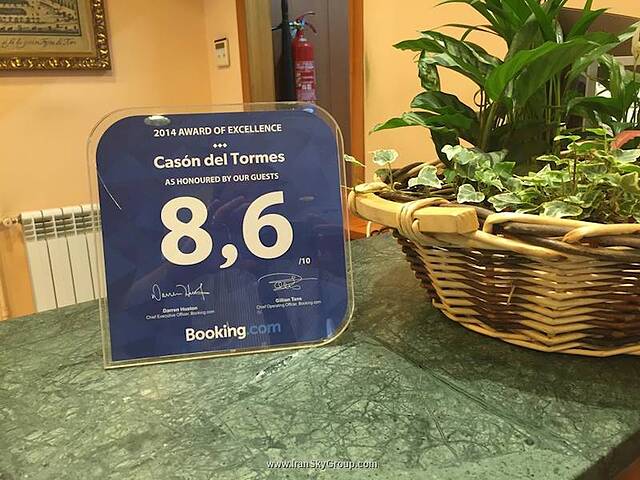 2014 AWARD OF EXCELLENCE
Casón del Tormes
AS HONOURED BY OUR GUESTS
8,6
/10
Darren Huston
Chief Executive Officer, Booking.com
Gillian Tans
Chief Operating Officer, Booking.com
Booking.com
www.IranSkyGroup.com